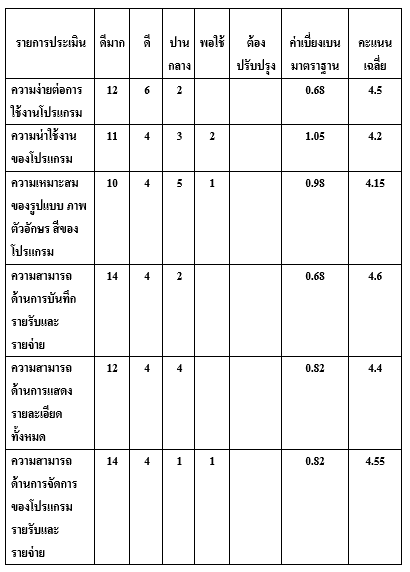 รายการประเมิน ดีมาก ดี ปานกลาง พอใช้ ต้องปรับปรุง ค่าเบี่ยงเบนมาตราฐาน คะแนนเฉลี่ย
ความง่ายต่อการ 12 6 2 0.68 4.5
ใช้งานโปรแกรม
ความน่าใช้งาน 11 4 3 2 1.05 4.2
ของโปรแกรม
ความเหมาะสม 10 4 5 1 0.98 4.15
ของรูปแบบ ภาพ
ตัวอักษร สีของ
โปรแกรม
ความสามารถ 14 4 2 0.68 4.6
ด้านการบันทึก
รายรับและ
รายจ่าย
ความสามารถ 12 4 4 0.82 4.4
ด้านการแสดง
รายละเอียด
ทั้งหมด
ความสามารถ 14 4 1 1 0.82 4.55
ด้านการจัดการ
ของโปรแกรม
รายรับและ
รายจ่าย